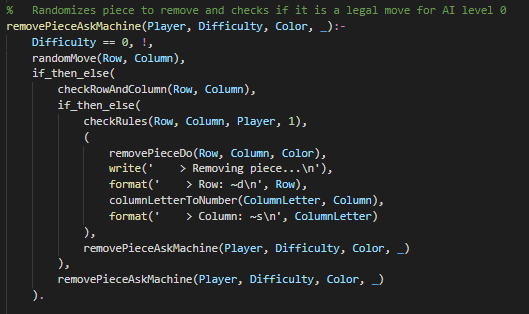 %   Randomizes piece to remove and checks if it is a legal move for AI level 0
removePieceAskMachine(Player, Difficulty, Color, _):-
    Difficulty == 0, !,
    randomMove(Row, Column),
    if_then_else(
        checkRowAndColumn(Row, Column),
        if_then_else(
            checkRules(Row, Column, Player, 1),
            (
                removePieceDo(Row, Column, Color),
                write('    > Removing piece...\n'),
                format('    > Row: ~d\n', Row),
                columnLetterToNumber(ColumnLetter, Column),
                format('    > Column: ~s\n', ColumnLetter)
            ),
            removePieceAskMachine(Player, Difficulty, Color, _)
        ),
        removePieceAskMachine(Player, Difficulty, Color, _)
    ).